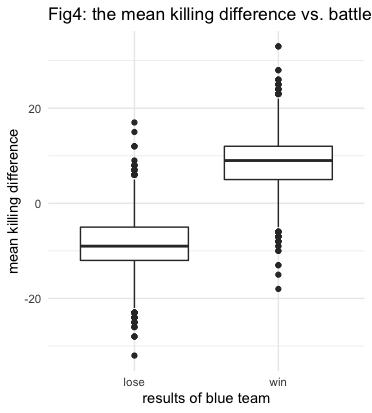 Fig4: the mean killing difference vs. battle
mean killing difference
20
0
-20
lose win
results of blue team